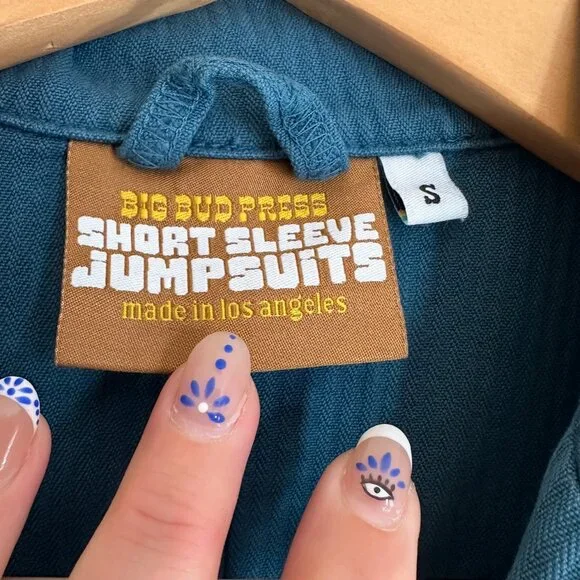 BIG BUD PRESS
SHORT SLEEVE
JUMPSUITS
made in los angeles
S